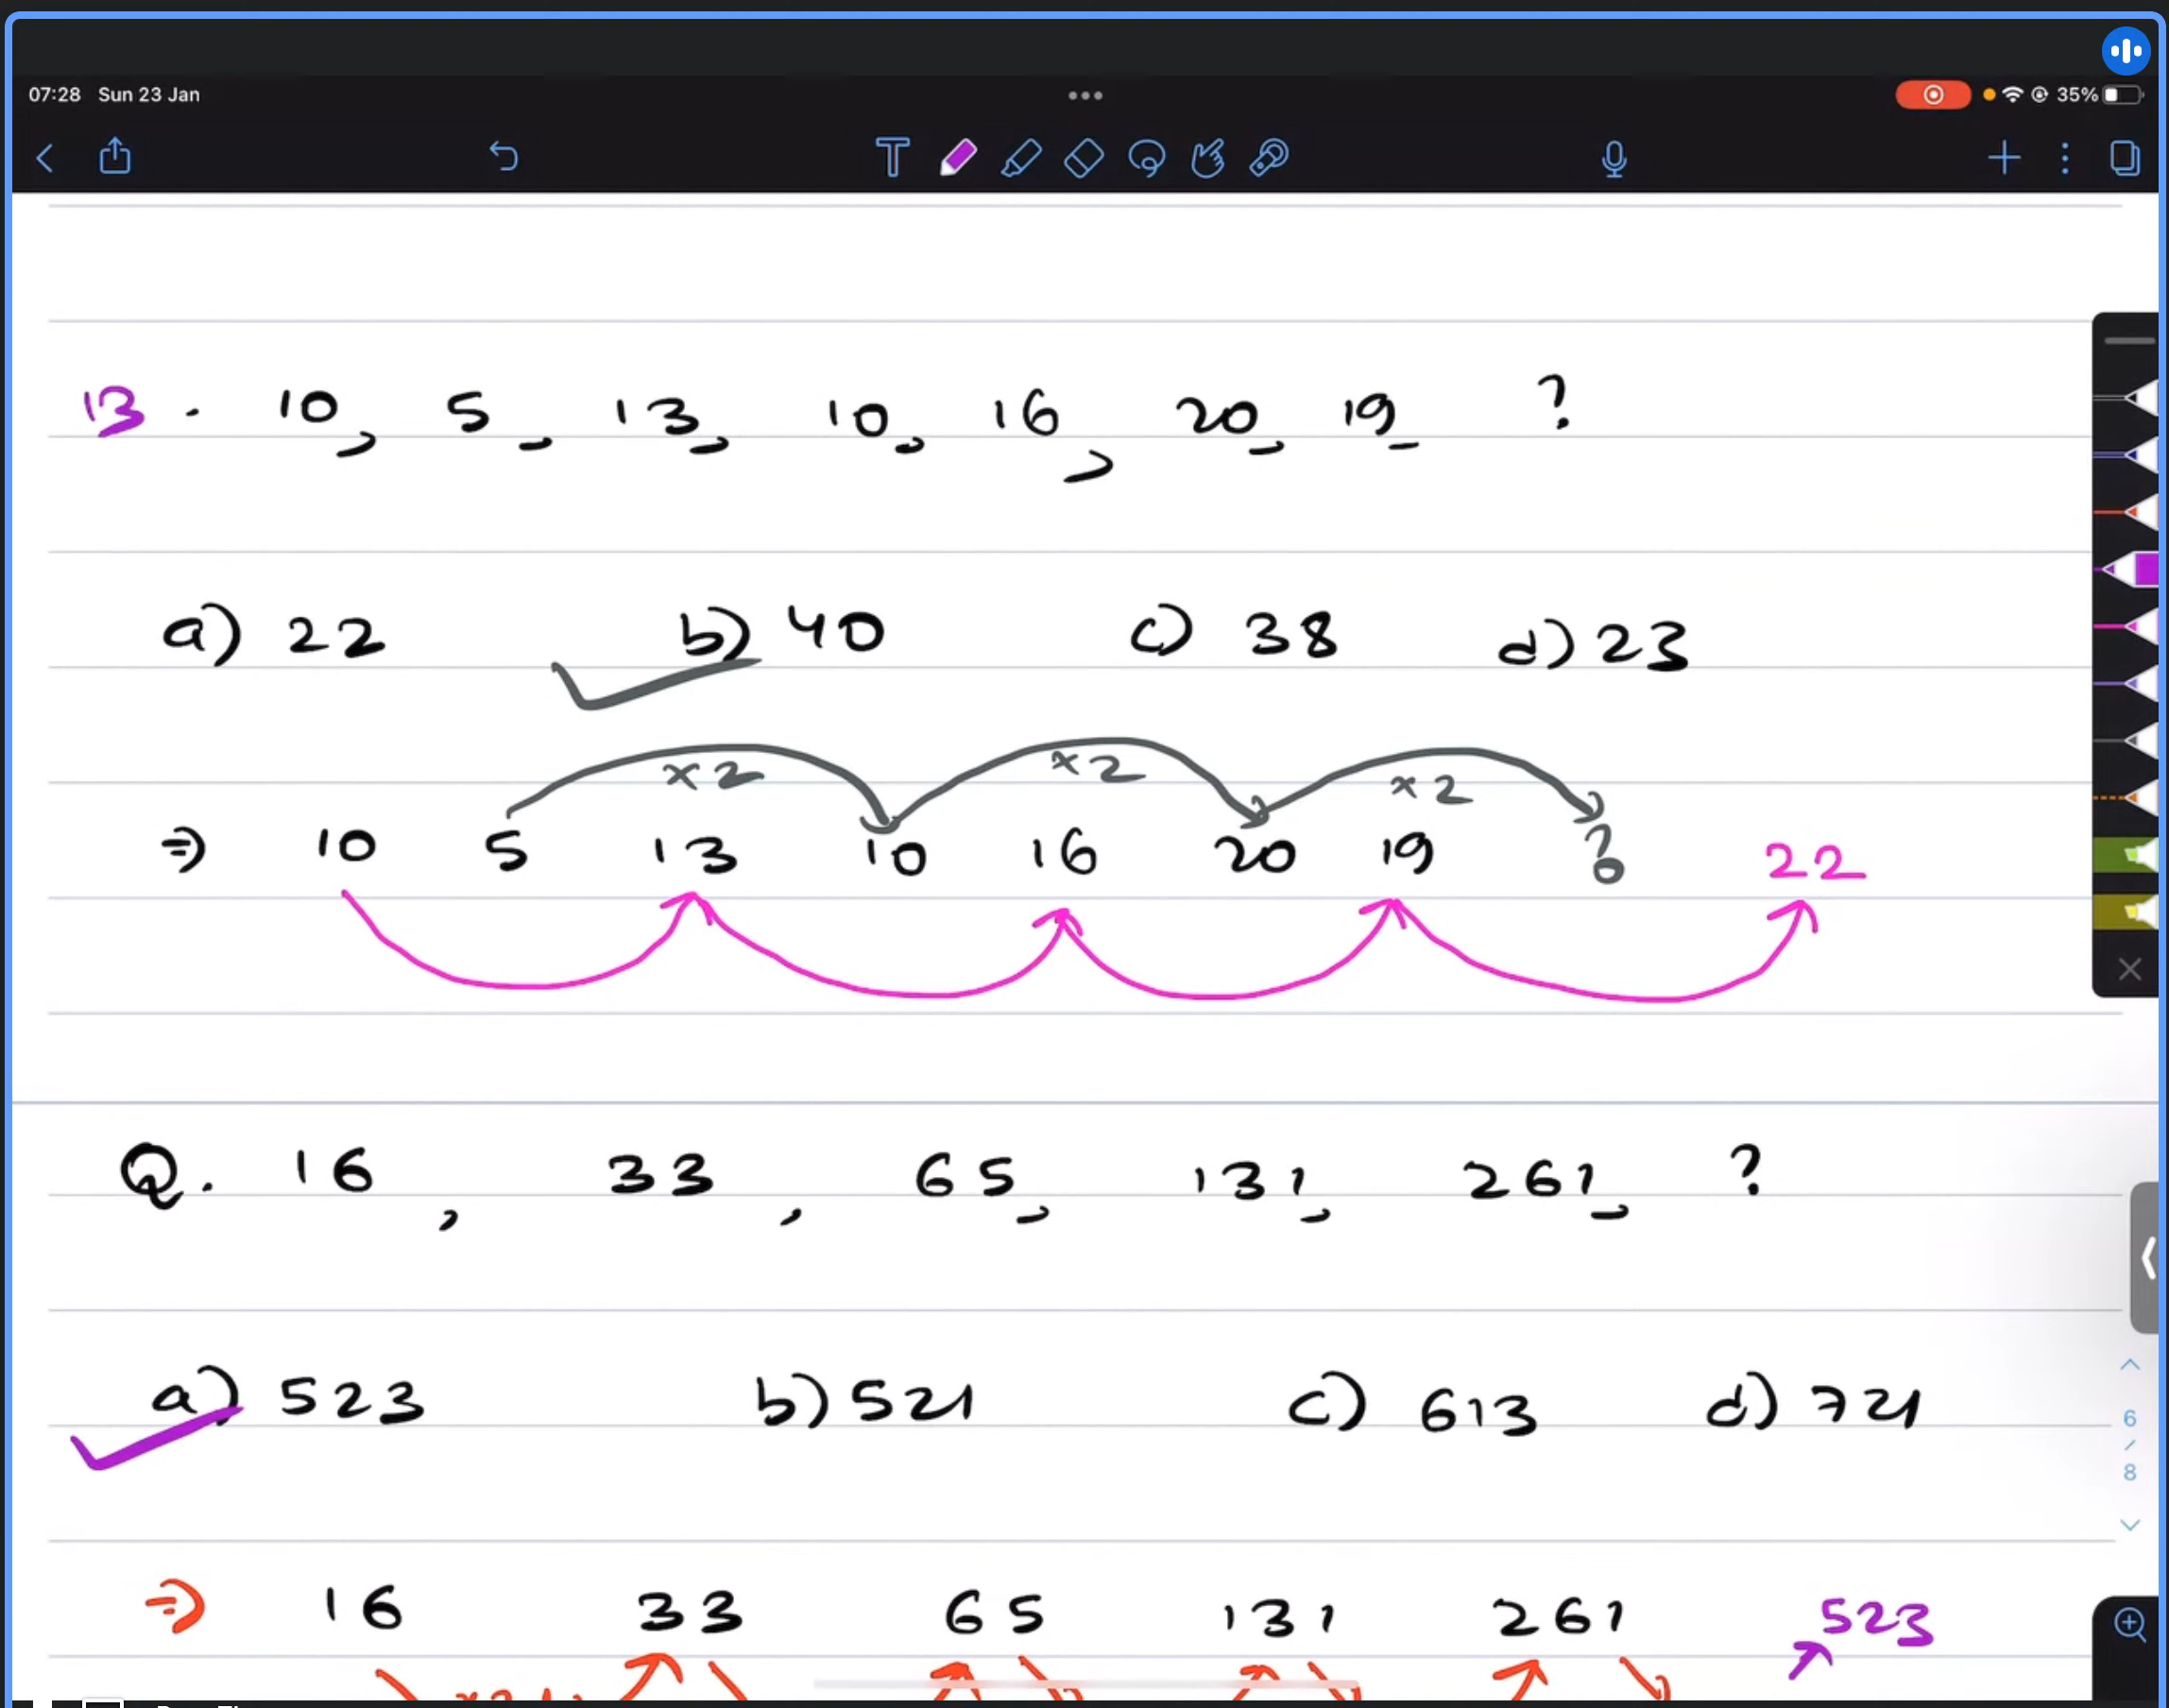 07:28 Sun 23 Jan
35%
13. 10, 5, 13, 10, 16, 20, 19, ?
a) 22 b) 40 c) 38 d) 23
×2 ×2 ×2
⇒ 10 5 13 10 16 20 19 ? 22
Q. 16, 33, 65, 131, 261, ?
a) 523 b) 521 c) 613 d) 721
6
/
8
⇒ 16 33 65 131 261 523